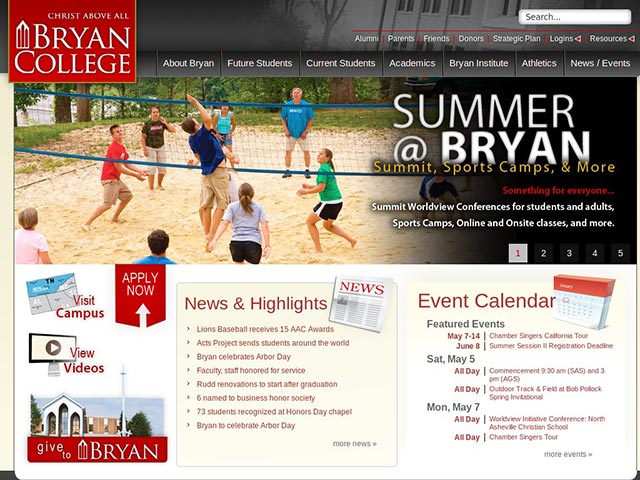 CHRIST ABOVE ALL
BRYAN
COLLEGE
Search...
Alumni Parents Friends Donors Strategic Plan Logins Resources
About Bryan Future Students Current Students Academics Bryan Institute Athletics News / Events
SUMMER
@ BRYAN
Summit, Sports Camps, & More
Something for everyone...
Summit Worldview Conferences for students and adults,
Sports Camps, Online and Onsite classes, and more.
1 2 3 4 5
TN
AL
Visit
Campus
APPLY
NOW
View
Videos
give to BRYAN
News & Highlights
NEWS
Lions Baseball receives 15 AAC Awards
Acts Project sends students around the world
Bryan celebrates Arbor Day
Faculty, staff honored for service
Rudd renovations to start after graduation
6 named to business honor society
73 students recognized at Honors Day chapel
Bryan to celebrate Arbor Day
more news »
Event Calendar
Featured Events
May 7-14 Chamber Singers California Tour
June 8 Summer Session II Registration Deadline
Sat, May 5
All Day Commencement 9:30 am (SAS) and 3
pm (AGS)
All Day Outdoor Track & Field at Bob Pollock
Spring Invitational
Mon, May 7
All Day Worldview Initiative Conference: North
Asheville Christian School
All Day Chamber Singers Tour
more events »